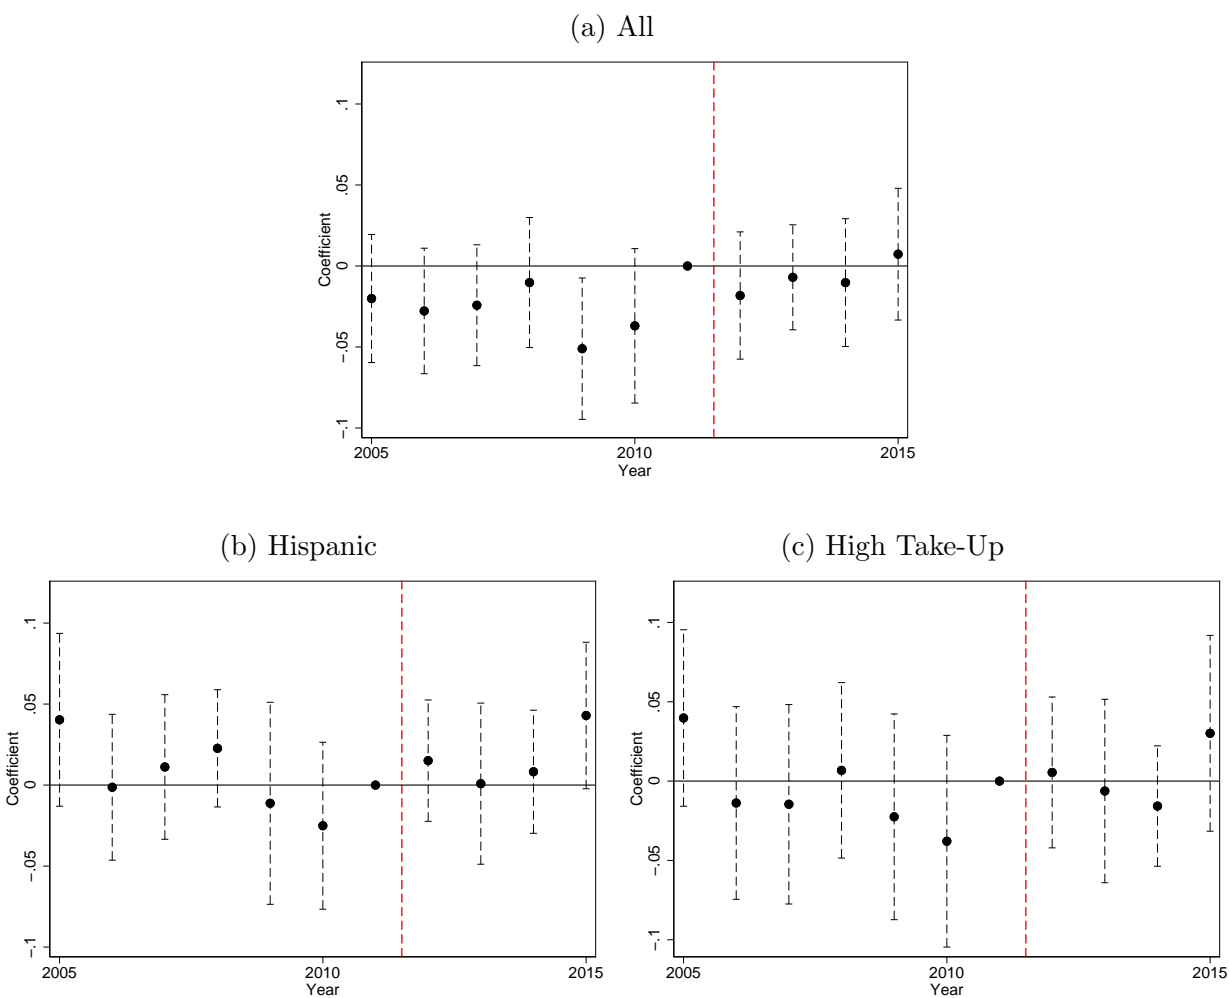 (a) All
Coefficient
.1
.05
0
−.05
−.1
2005 2010 2015
Year
(b) Hispanic
Coefficient
.1
.05
0
−.05
−.1
2005 2010 2015
Year
(c) High Take-Up
Coefficient
.1
.05
0
−.05
−.1
2005 2010 2015
Year